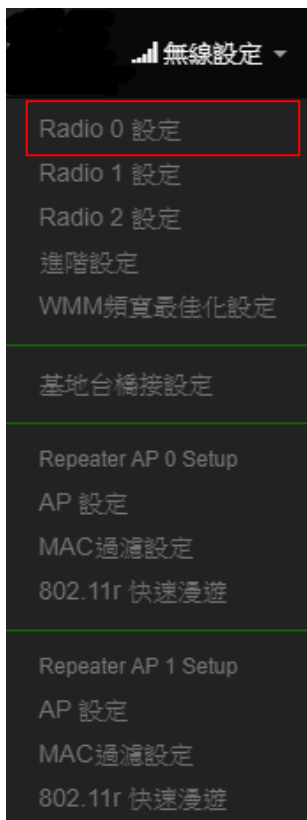 無線設定
Radio 0 設定
Radio 1 設定
Radio 2 設定
進階設定
WMM頻寬最佳化設定
基地台橋接設定
Repeater AP 0 Setup
AP 設定
MAC過濾設定
802.11r 快速漫遊
Repeater AP 1 Setup
AP 設定
MAC過濾設定
802.11r 快速漫遊